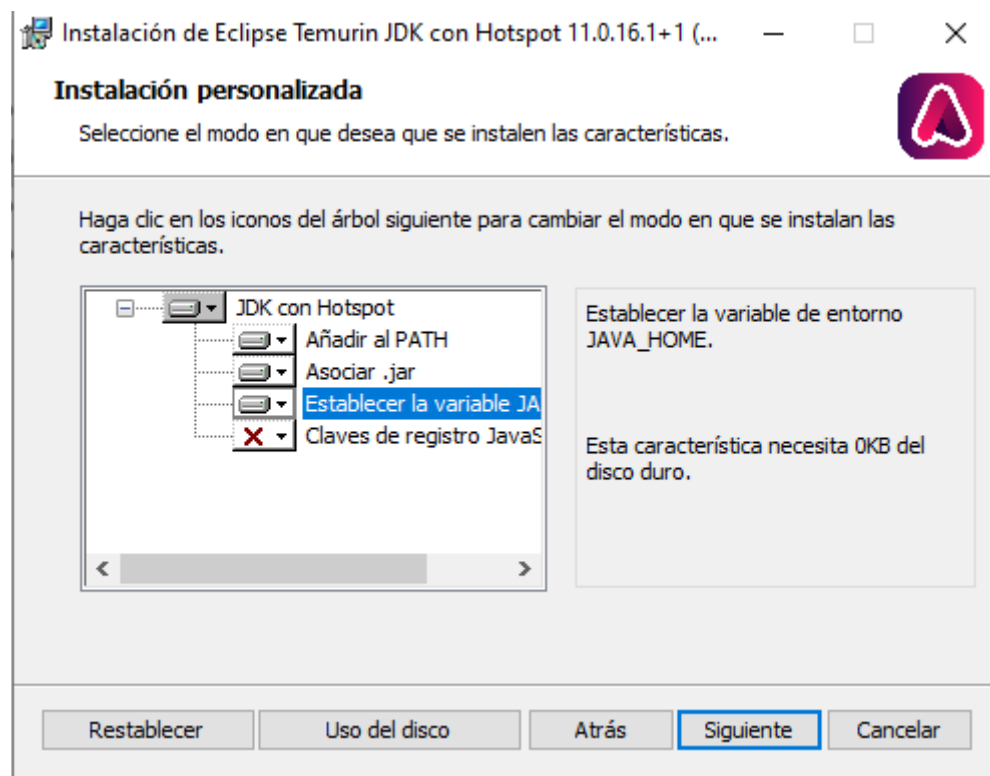 Instalación de Eclipse Temurin JDK con Hotspot 11.0.16.1+1 (...
Instalación personalizada
Seleccione el modo en que desea que se instalen las características.
Haga clic en los iconos del árbol siguiente para cambiar el modo en que se instalan las
características.
JDK con Hotspot
Añadir al PATH
Asociar .jar
Establecer la variable JA
Claves de registro JavaS
Establecer la variable de entorno
JAVA_HOME.
Esta característica necesita 0KB del
disco duro.
Restablecer
Uso del disco
Atrás
Siguiente
Cancelar